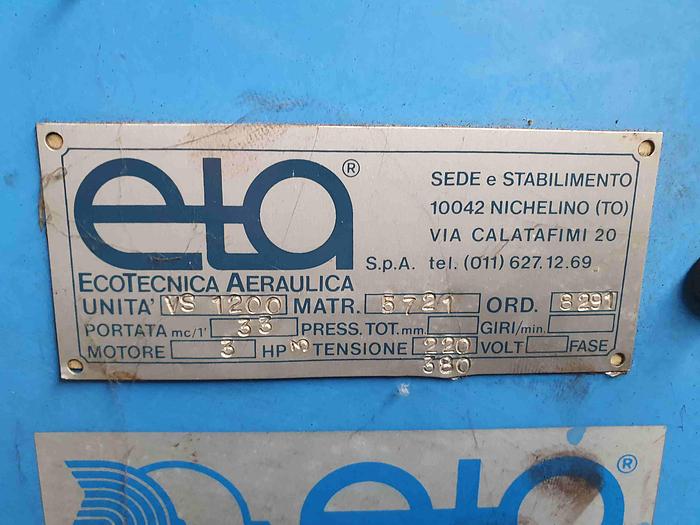 eta ®
SEDE e STABILIMENTO
10042 NICHELINO (TO)
VIA CALATAFIMI 20
S.p.A. tel. (011) 627.12.69
ECOTECNICA AERAULICA
UNITA' VS 1200 MATR. 5721 ORD. 8291
PORTATA mc/1' 33 PRESS. TOT. mm. GIRI/min.
MOTORE 3 HP TENSIONE 220 VOLT FASE
380
eta ®